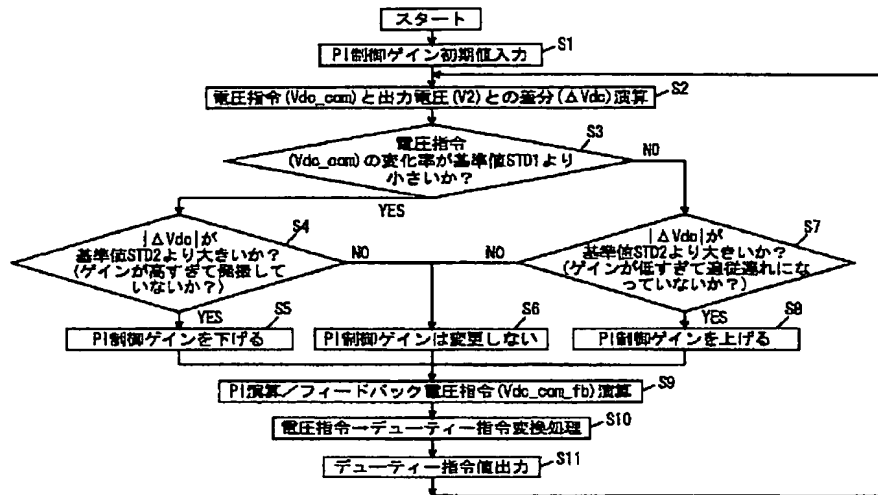 スタート
PI制御ゲイン初期値入力
S1
電圧指令(Vdc_com)と出力電圧(V2)との差分(ΔVdc)演算
S2
電圧指令
(Vdc_com)の変化率が基準値STD1より
小さいか？
S3
NO
YES
|ΔVdc|が
基準値STD2より大きいか？
(ゲインが高すぎて発振して
いないか？)
S4
NO
NO
|ΔVdc|が
基準値STD2より大きいか？
(ゲインが低すぎて追従遅れにな
っていないか？)
S7
YES
S5
S6
YES
S8
PI制御ゲインを下げる
PI制御ゲインは変更しない
PI制御ゲインを上げる
PI演算／フィードバック電圧指令(Vdc_com_fb)演算
S9
電圧指令→デューティー指令変換処理
S10
デューティー指令値出力
S11